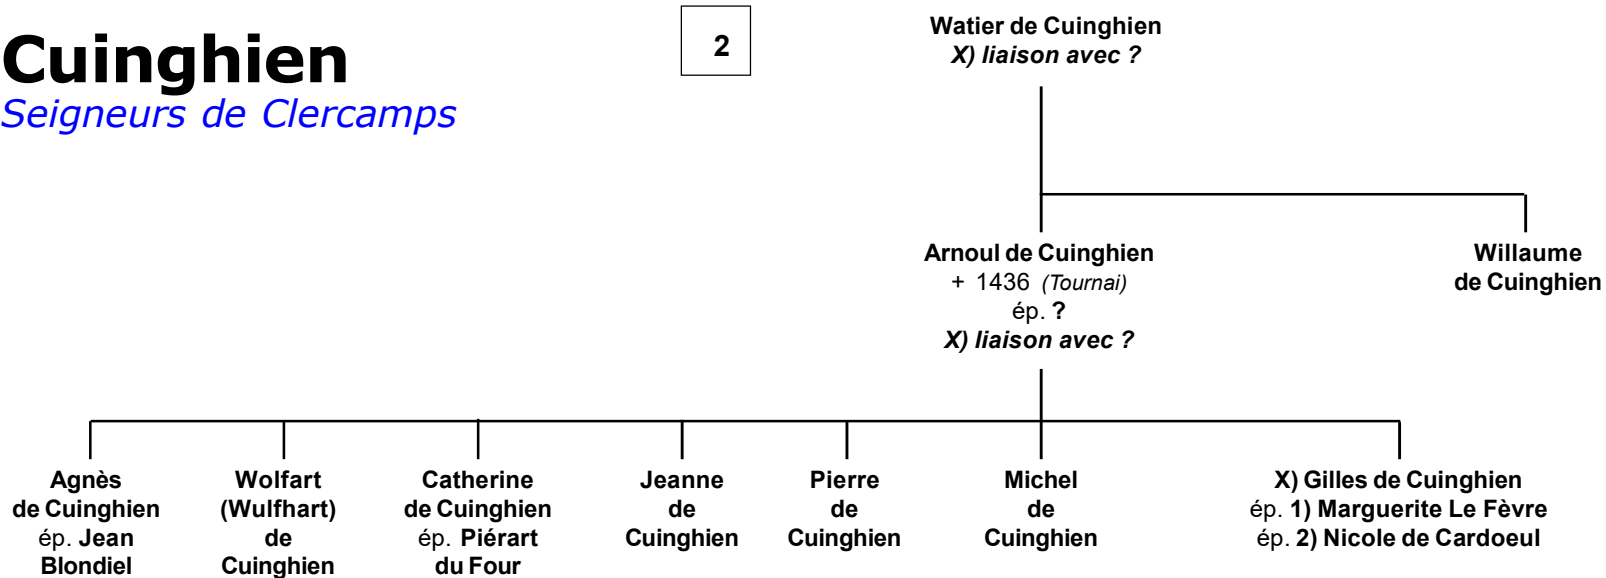 Cuinghien
Seigneurs de Clercamps
2
Watier de Cuinghien
X) liaison avec ?
Arnoul de Cuinghien
+ 1436 (Tournai)
ép. ?
X) liaison avec ?
Willaume
de Cuinghien
Agnès
de Cuinghien
ép. Jean
Blondiel
Wolfart
(Wulfhart)
de
Cuinghien
Catherine
de Cuinghien
ép. Piérart
du Four
Jeanne
de
Cuinghien
Pierre
de
Cuinghien
Michel
de
Cuinghien
X) Gilles de Cuinghien
ép. 1) Marguerite Le Fèvre
ép. 2) Nicole de Cardoeul